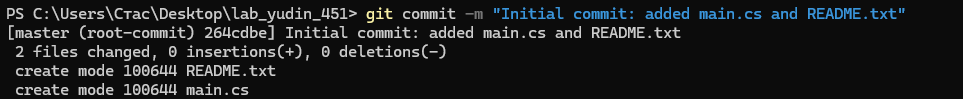 PS C:\Users\Стас\Desktop\lab_yudin_451> git commit -m "Initial commit: added main.cs and README.txt"
[master (root-commit) 264cdbe] Initial commit: added main.cs and README.txt
 2 files changed, 0 insertions(+), 0 deletions(-)
 create mode 100644 README.txt
 create mode 100644 main.cs